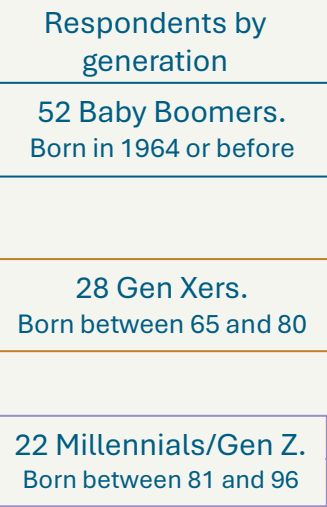 Respondents by
generation
52 Baby Boomers.
Born in 1964 or before
28 Gen Xers.
Born between 65 and 80
22 Millennials/Gen Z.
Born between 81 and 96